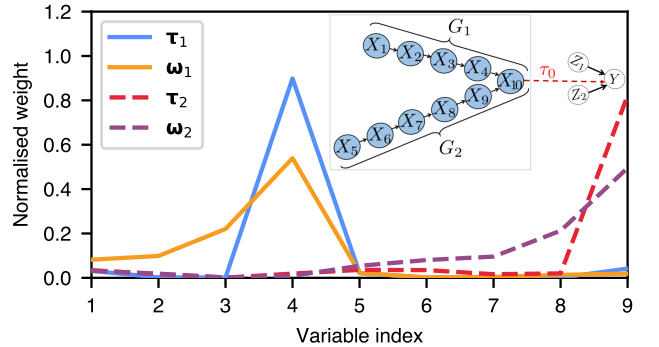 1.2
1.0
0.8
0.6
0.4
0.2
0.0
Normalised weight
τ₁
ω₁
τ₂
ω₂
G₁
X₁ X₂ X₃ X₄ X₁₀
τ₀
Z₁
Y
Z₂
X₅ X₆ X₇ X₈ X₉
G₂
1 2 3 4 5 6 7 8 9
Variable index